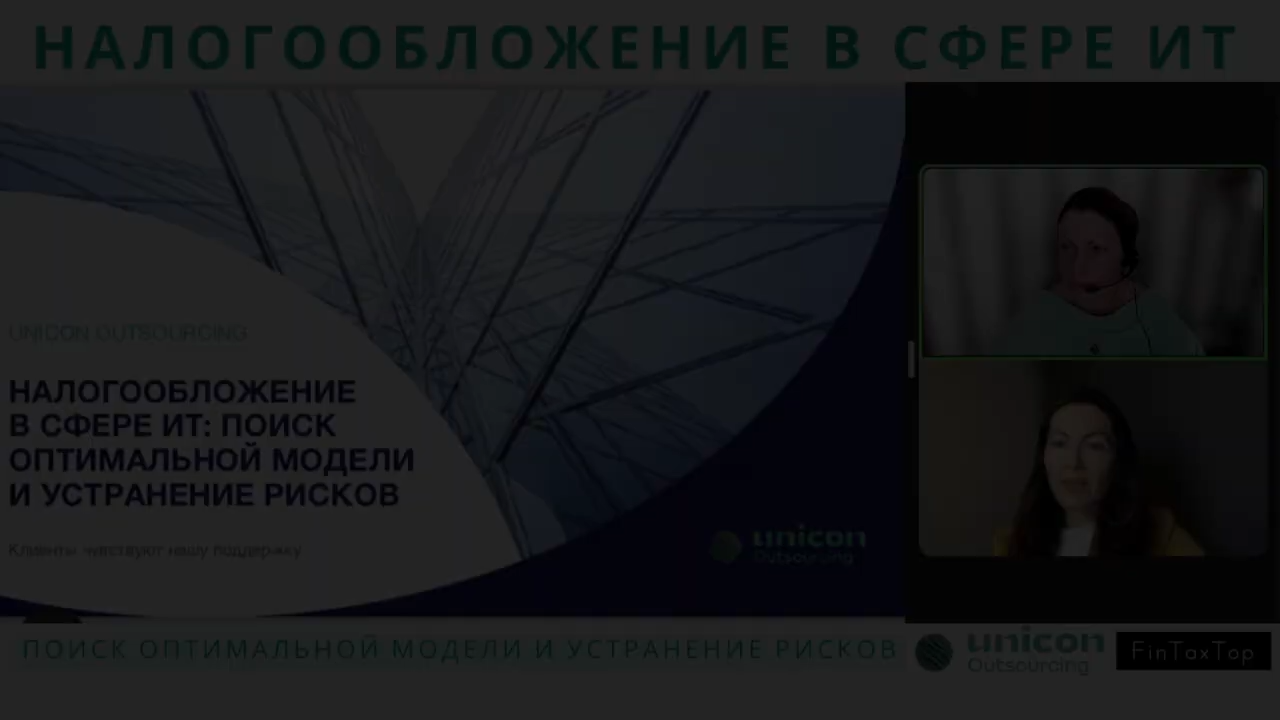 НАЛОГООБЛОЖЕНИЕ В СФЕРЕ ИТ
UNICON OUTSOURCING
НАЛОГООБЛОЖЕНИЕ
В СФЕРЕ ИТ: ПОИСК
ОПТИМАЛЬНОЙ МОДЕЛИ
И УСТРАНЕНИЕ РИСКОВ
Клиенты чувствуют нашу поддержку
unicon
Outsourcing
ПОИСК ОПТИМАЛЬНОЙ МОДЕЛИ И УСТРАНЕНИЕ РИСКОВ
unicon
Outsourcing
FinTaxTop